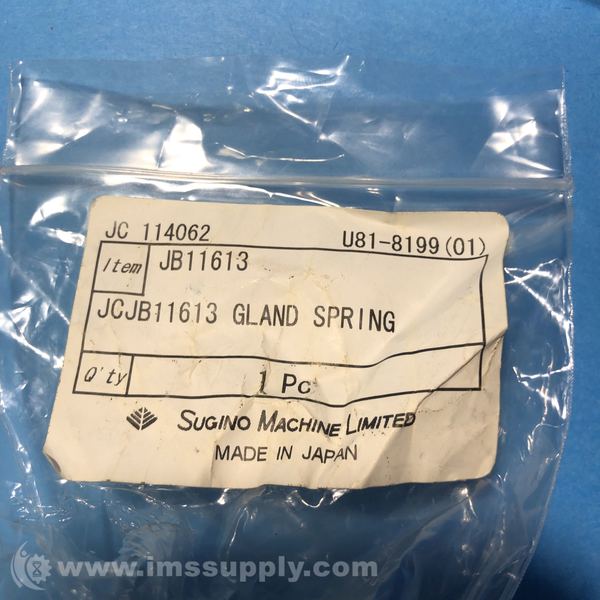 JC 114062 U81-8199(01)
Item JB11613
JCJB11613 GLAND SPRING
Q'ty 1 Pc
SUGINO MACHINE LIMITED
MADE IN JAPAN
www.imssupply.com